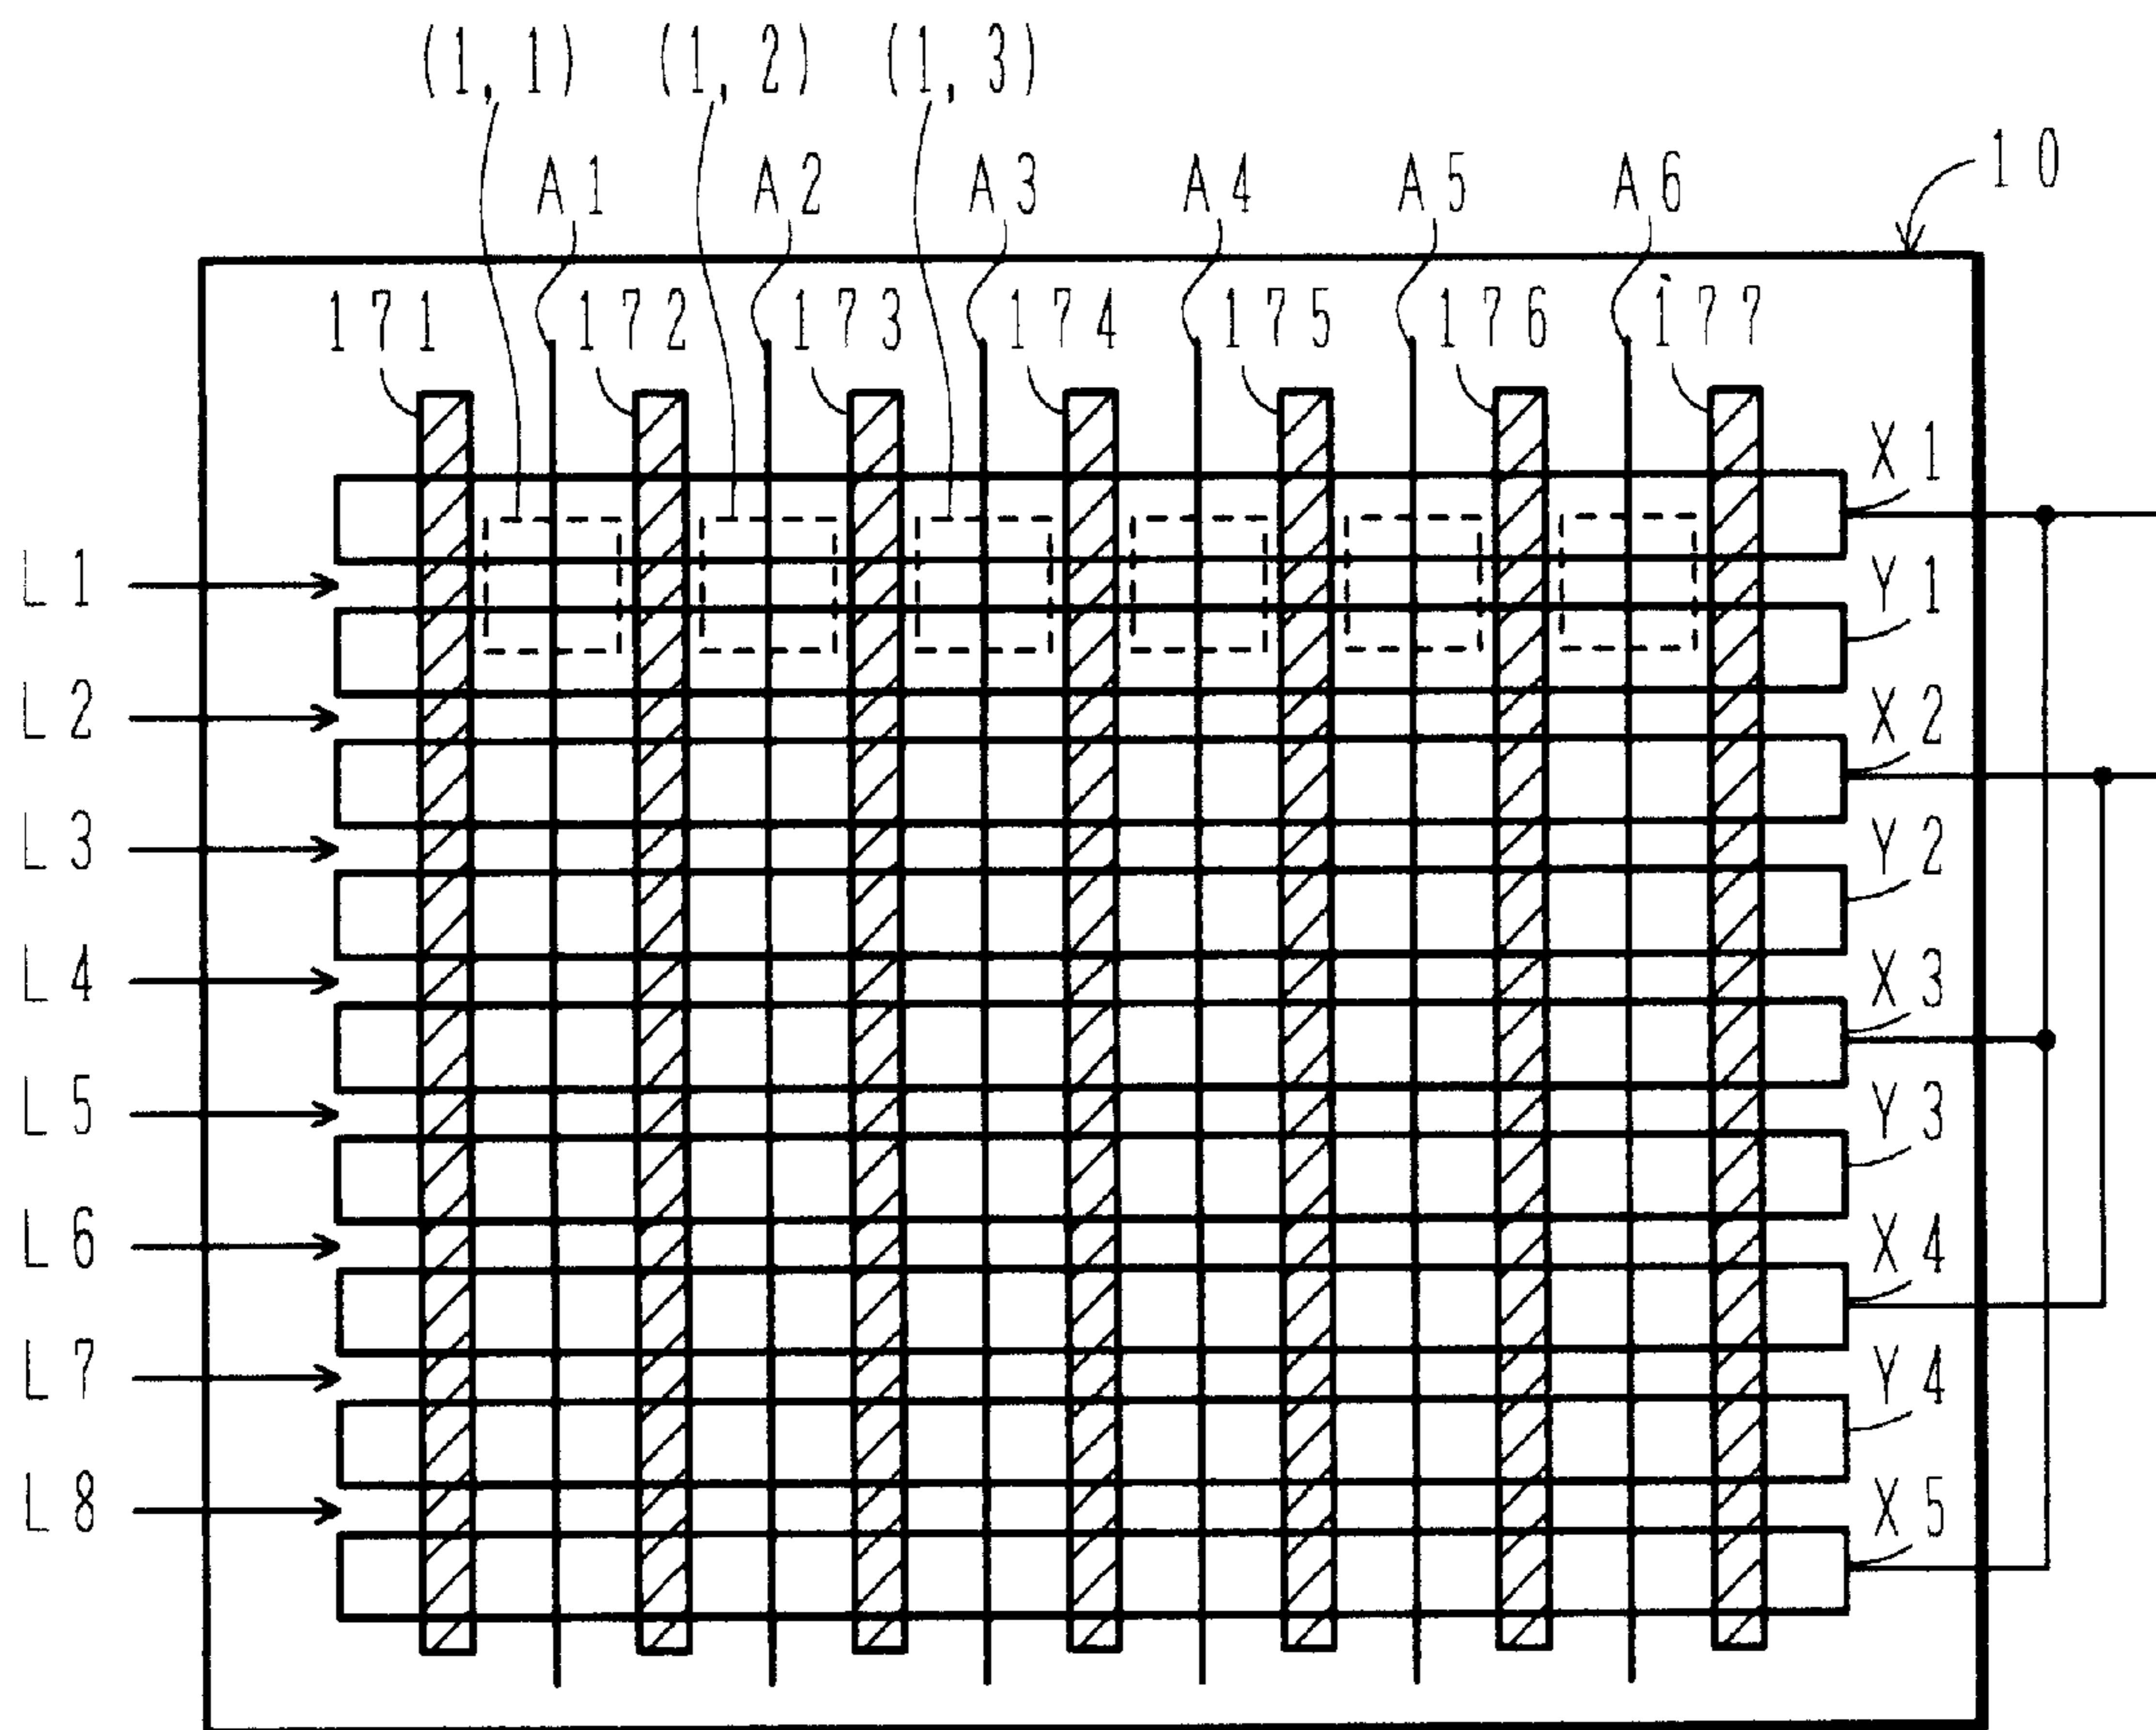 (1, 1) (1, 2) (1, 3)
A1 A2 A3 A4 A5 A6 10
171 172 173 174 175 176 177
X1
L1 Y1
L2 X2
L3 Y2
L4 X3
L5 Y3
L6 X4
L7 Y4
L8 X5